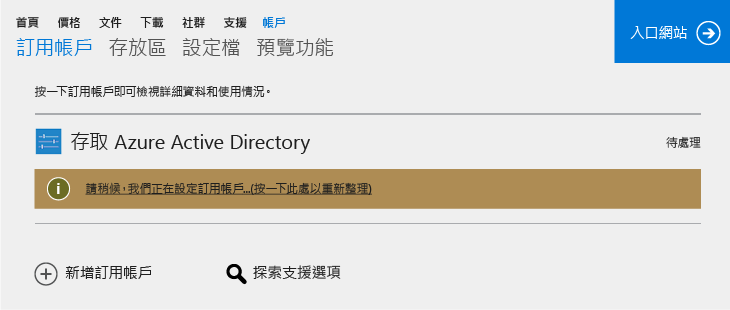 首頁 價格 文件 下載 社群 支援 帳戶
入口網站
訂用帳戶 存放區 設定檔 預覽功能
按一下訂用帳戶即可檢視詳細資料和使用情況。
存取 Azure Active Directory 待處理
請稍候，我們正在設定訂用帳戶...(按一下此處以重新整理)
新增訂用帳戶 探索支援選項